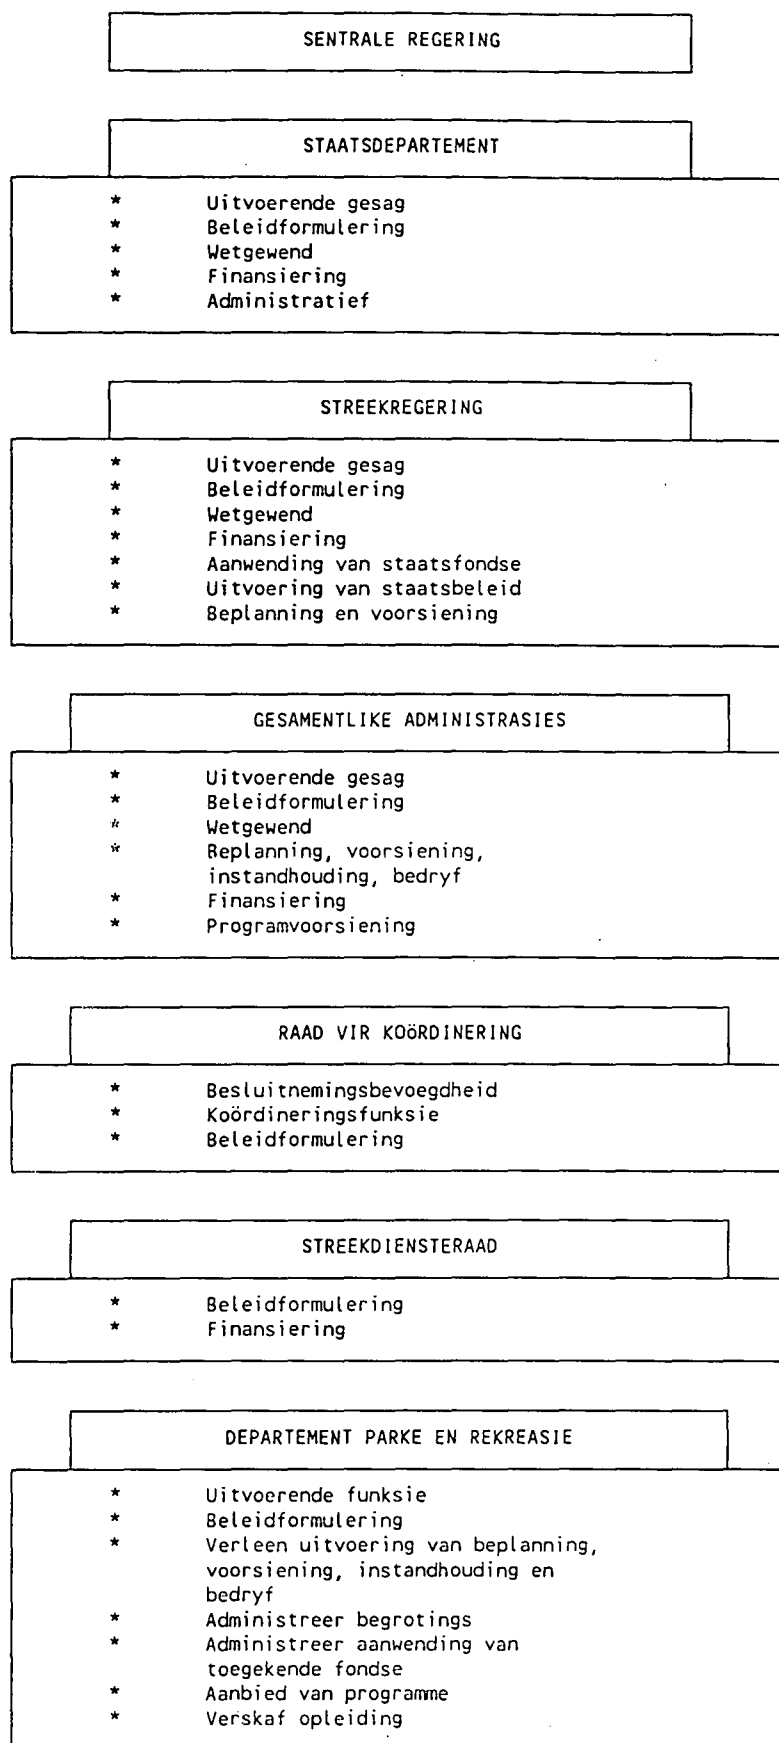 SENTRALE REGERING
STAATSDEPARTEMENT
* Uitvoerende gesag
* Beleidformulering
* Wetgewend
* Finansiering
* Administratief
STREEKREGERING
* Uitvoerende gesag
* Beleidformulering
* Wetgewend
* Finansiering
* Aanwending van staatsfondse
* Uitvoering van staatsbeleid
* Beplanning en voorsiening
GESAMENTLIKE ADMINISTRASIES
* Uitvoerende gesag
* Beleidformulering
* Wetgewend
* Beplanning, voorsiening,
instandhouding, bedryf
* Finansiering
* Programvoorsiening
RAAD VIR KOöRDINERING
* Besluitnemingsbevoegdheid
* Koördineringsfunksie
* Beleidformulering
STREEKDIENSTERAAD
* Beleidformulering
* Finansiering
DEPARTEMENT PARKE EN REKREASIE
* Uitvoerende funksie
* Beleidformulering
* Verleen uitvoering van beplanning,
voorsiening, instandhouding en
bedryf
* Administreer begrotings
* Administreer aanwending van
toegekende fondse
* Aanbied van programme
* Verskaf opleiding